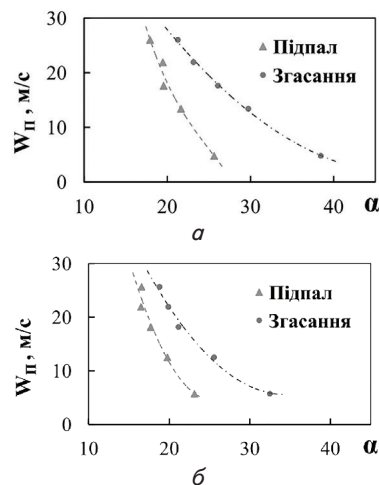 30
Підпал
Згасання
20
10
0
Wп , м/с
10 20 30 40 α
а
30
Підпал
Згасання
20
10
0
Wп , м/с
10 20 30 40 α
б